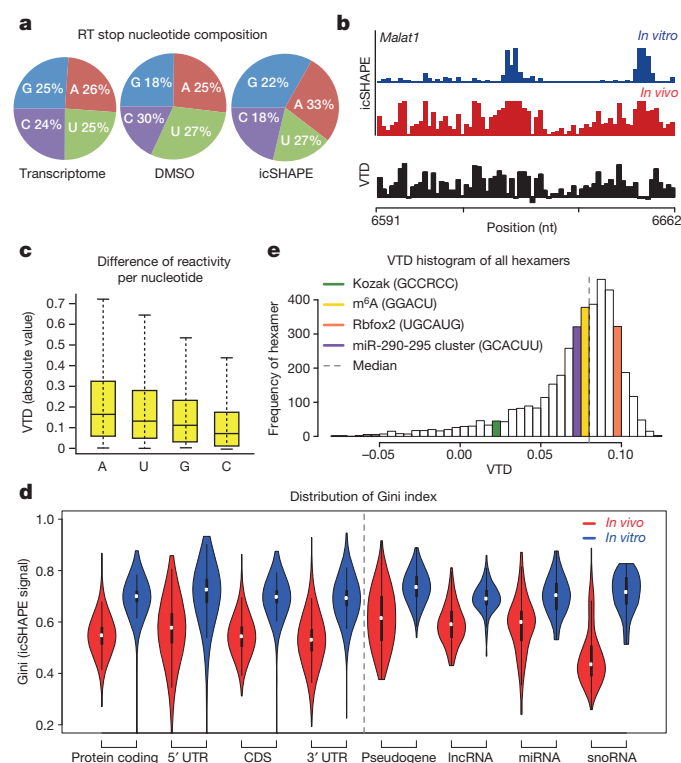 a
RT stop nucleotide composition
G 25%
A 26%
C 24%
U 25%
Transcriptome
G 18%
A 25%
C 30%
U 27%
DMSO
G 22%
A 33%
C 18%
U 27%
icSHAPE
b
Malat1
In vitro
In vivo
icSHAPE
VTD
6591
6662
Position (nt)
c
Difference of reactivity
per nucleotide
VTD (absolute value)
0.7
0.6
0.5
0.4
0.3
0.2
0.1
0
A U G C
e
VTD histogram of all hexamers
Kozak (GCCRCC)
m6A (GGACU)
Rbfox2 (UGCAUG)
miR-290-295 cluster (GCACUU)
Median
Frequency of hexamer
400
300
200
100
0
−0.05 0.00 0.05 0.10
VTD
d
Distribution of Gini index
In vivo
In vitro
Gini (icSHAPE signal)
1.0
0.8
0.6
0.4
0.2
Protein coding 5′ UTR CDS 3′ UTR Pseudogene lncRNA miRNA snoRNA